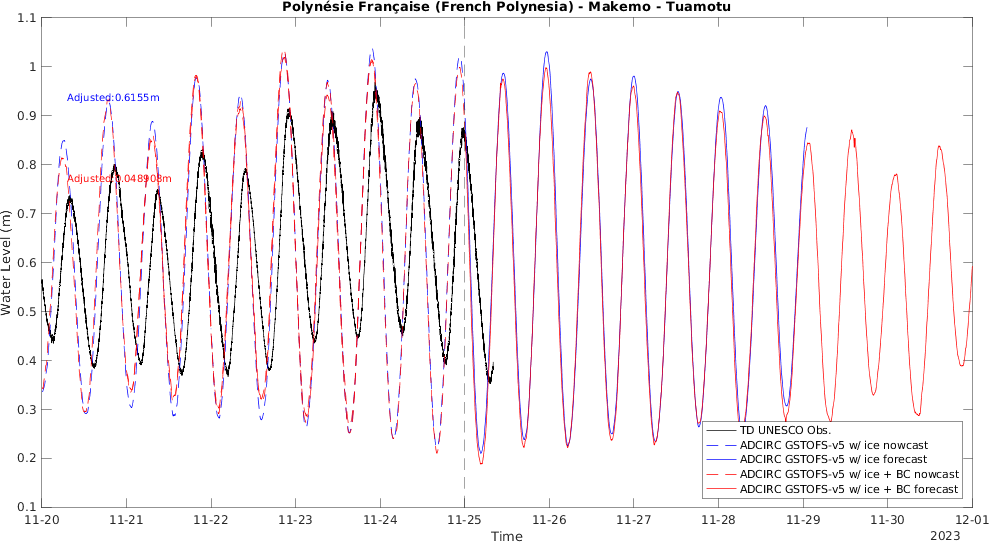 Polynésie Française (French Polynesia) - Makemo - Tuamotu
1.1
1
0.9
0.8
0.7
0.6
0.5
0.4
0.3
0.2
0.1
Water Level (m)
Adjusted:0.6155m
Adjusted:0.048908m
TD UNESCO Obs.
ADCIRC GSTOFS-v5 w/ ice nowcast
ADCIRC GSTOFS-v5 w/ ice forecast
ADCIRC GSTOFS-v5 w/ ice + BC nowcast
ADCIRC GSTOFS-v5 w/ ice + BC forecast
11-20 11-21 11-22 11-23 11-24 11-25 11-26 11-27 11-28 11-29 11-30 12-01
Time
2023